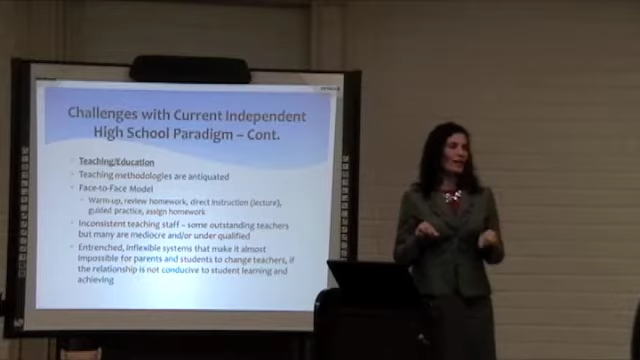 Challenges with Current Independent
High School Paradigm – Cont.
Teaching/Education
Teaching methodologies are antiquated
Face-to-Face Model
Warm-up, review homework, direct instruction (lecture),
guided practice, assign homework
Inconsistent teaching staff – some outstanding teachers
but many are mediocre and/or under qualified
Entrenched, inflexible systems that make it almost
impossible for parents and students to change teachers, if
the relationship is not conducive to student learning and
achieving